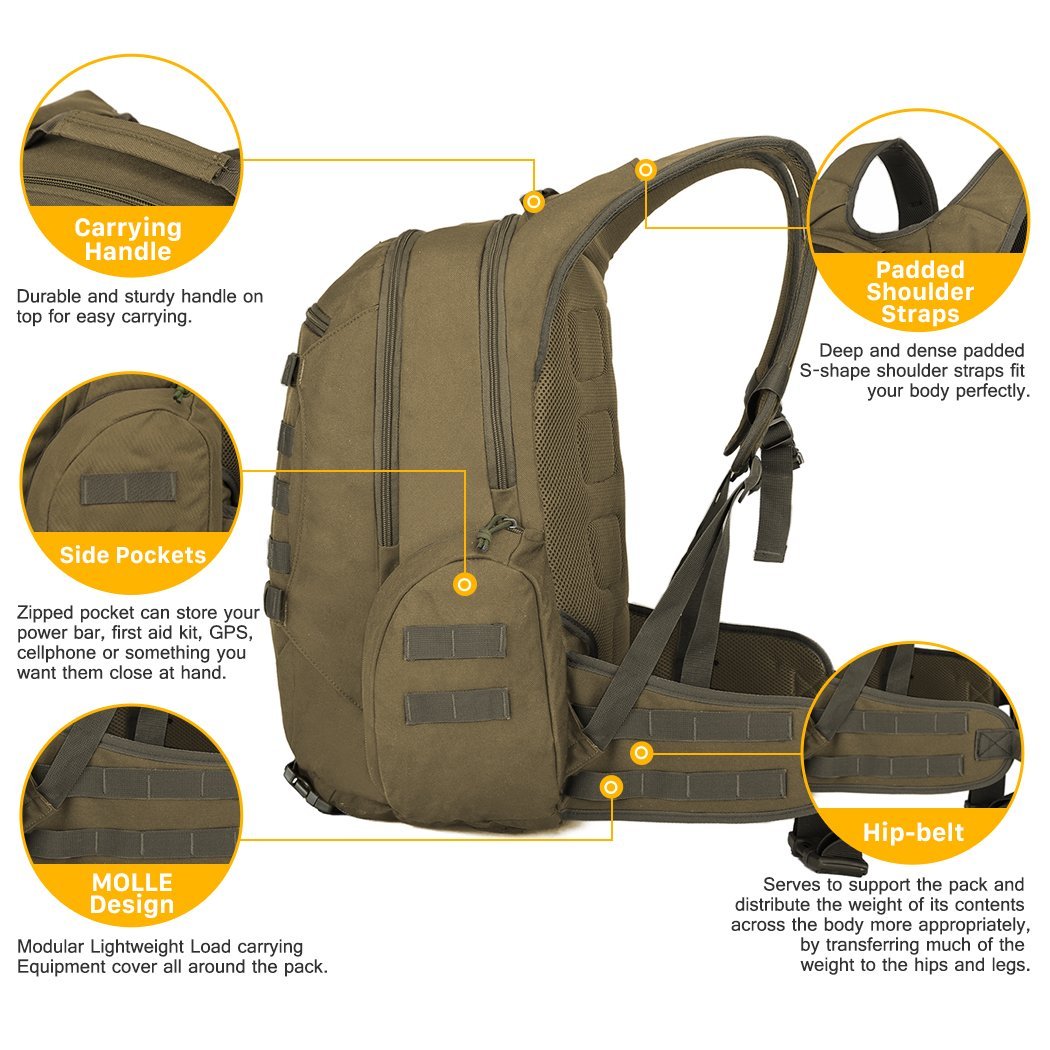 Carrying
Handle
Durable and sturdy handle on
top for easy carrying.
Padded
Shoulder
Straps
Deep and dense padded
S-shape shoulder straps fit
your body perfectly.
Side Pockets
Zipped pocket can store your
power bar, first aid kit, GPS,
cellphone or something you
want them close at hand.
MOLLE
Design
Modular Lightweight Load carrying
Equipment cover all around the pack.
Hip-belt
Serves to support the pack and
distribute the weight of its contents
across the body more appropriately,
by transferring much of the
weight to the hips and legs.